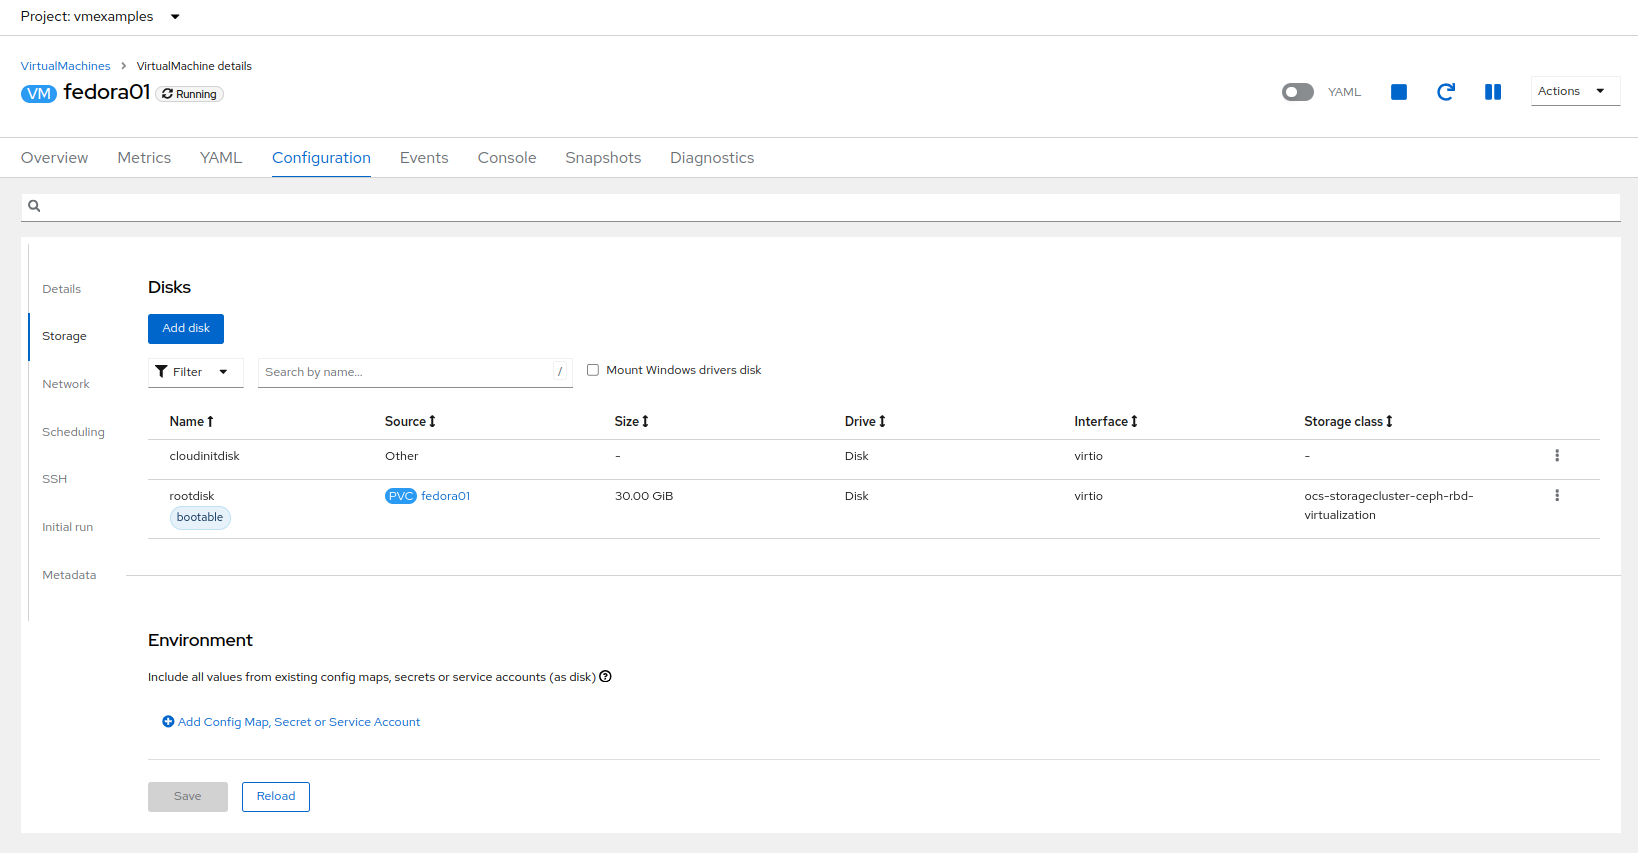 Project: vmexamples
VirtualMachines > VirtualMachine details
VM fedora01 Running
YAML
Actions
Overview Metrics YAML Configuration Events Console Snapshots Diagnostics
Details
Storage
Network
Scheduling
SSH
Initial run
Metadata
Disks
Add disk
Filter Search by name... / Mount Windows drivers disk
Name Source Size Drive Interface Storage class
cloudinitdisk Other - Disk virtio -
rootdisk PVC fedora01 30.00 GiB Disk virtio ocs-storagecluster-ceph-rbd-
bootable virtualization
Environment
Include all values from existing config maps, secrets or service accounts (as disk)
Add Config Map, Secret or Service Account
Save Reload